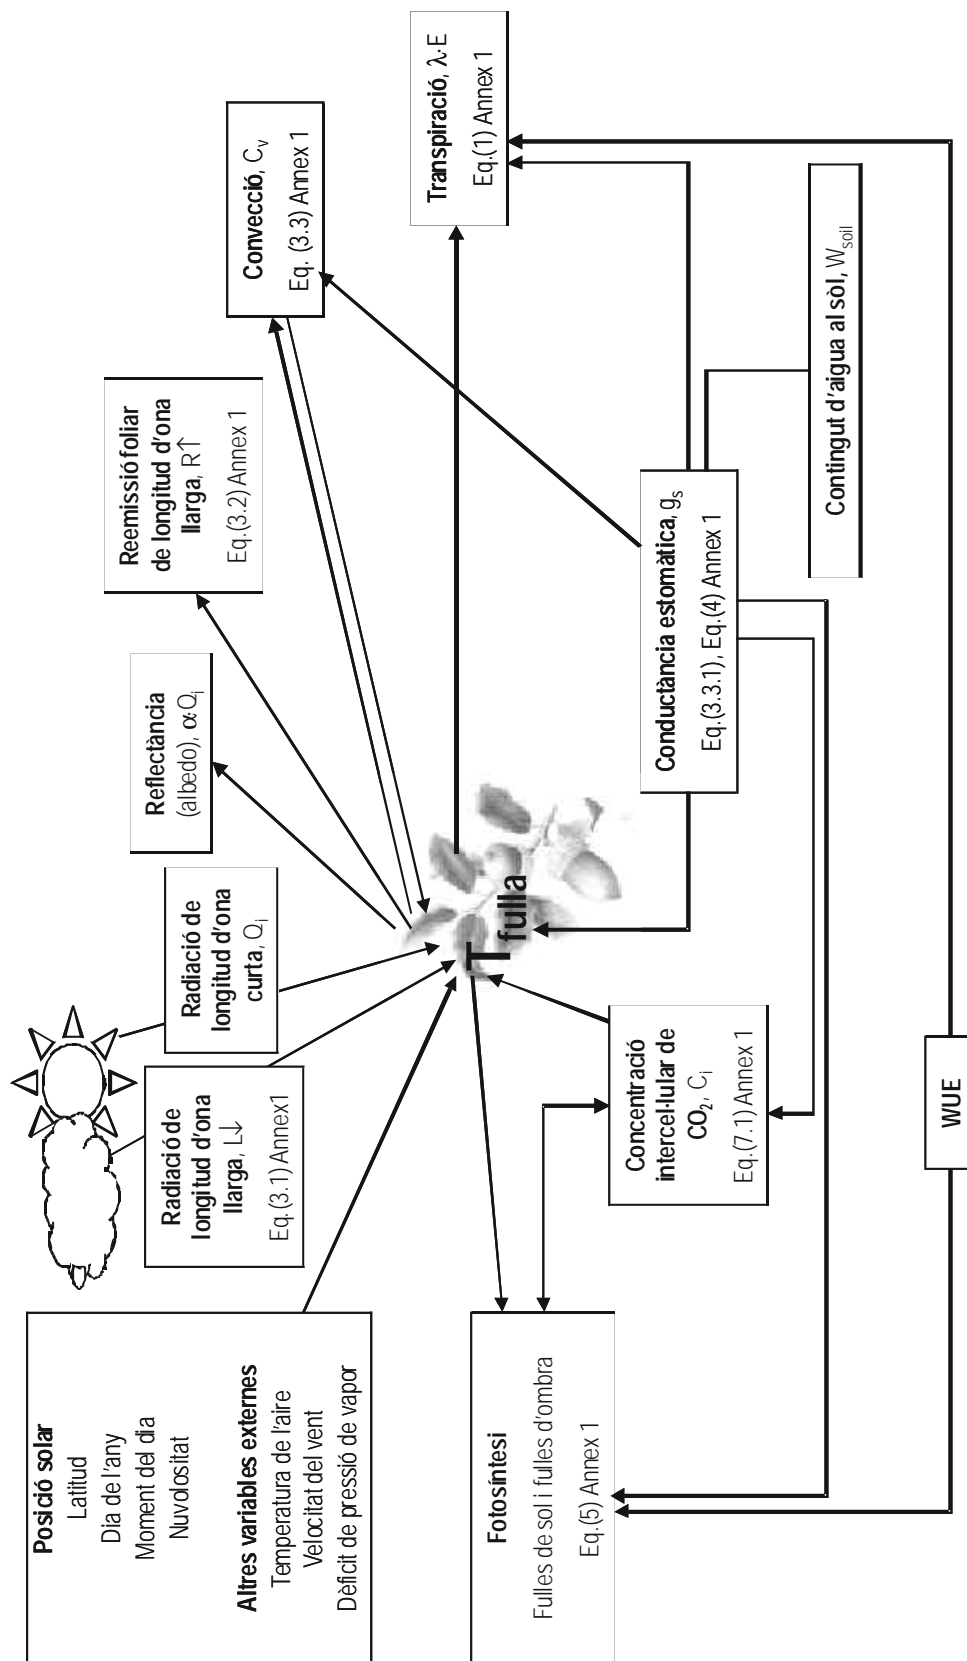 Posició solar
Latitud
Dia de l'any
Moment del dia
Nuvolositat
Altres variables externes
Temperatura de l'aire
Velocitat del vent
Dèficit de pressió de vapor
Radiació de
longitud d'ona
llarga, L↓
Eq.(3.1) Annex1
Radiació de
longitud d'ona
curta, Qi
Reflectància
(albedo), α·Qi
Reemissió foliar
de longitud d'ona
llarga, R↑
Eq.(3.2) Annex 1
Convecció, Cv
Eq. (3.3) Annex 1
Transpiració, λ·E
Eq.(1) Annex 1
T fulla
Fotosíntesi
Fulles de sol i fulles d'ombra
Eq.(5) Annex 1
Concentració
intercel·lular de
CO2, Ci
Eq.(7.1) Annex 1
Conductància estomàtica, gs
Eq.(3.3.1), Eq.(4) Annex 1
Contingut d'aigua al sòl, Wsoil
WUE